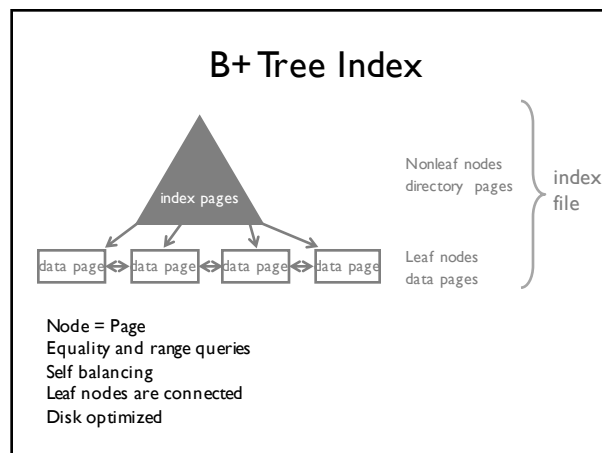 B+ Tree Index
index pages
Nonleaf nodes
directory pages
index
file
data page
data page
data page
data page
Leaf nodes
data pages
Node = Page
Equality and range queries
Self balancing
Leaf nodes are connected
Disk optimized